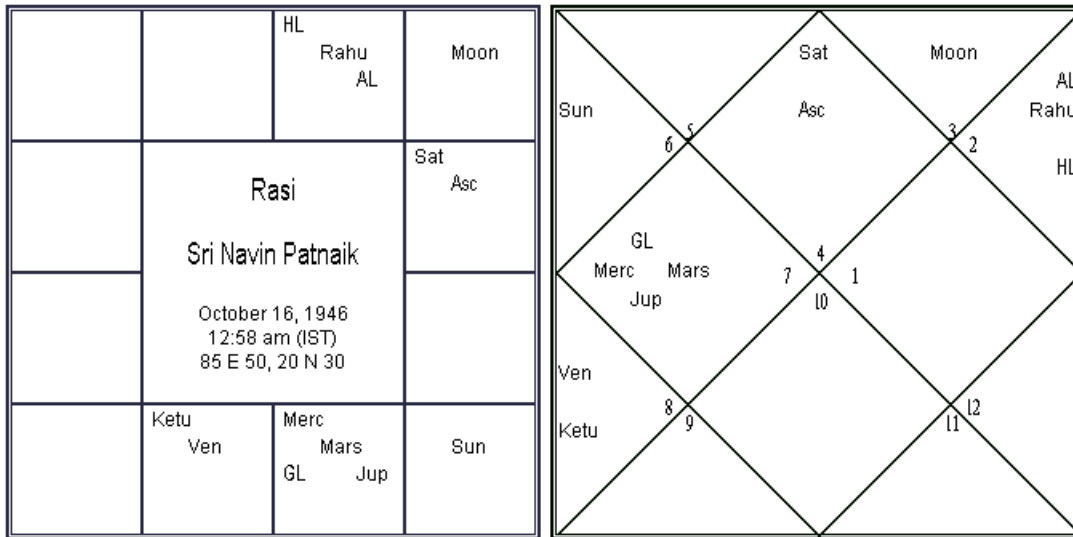 HL
Rahu
AL
Moon
Sat
Asc
Rasi
Sri Navin Patnaik
October 16, 1946
12:58 am (IST)
85 E 50, 20 N 30
Ketu
Ven
Merc
Mars
GL Jup
Sun
Sat
Moon
AL
Sun
Asc
Rahu
5
3
6
2
HL
GL
Merc Mars
Jup
4
7
1
10
Ven
8
12
Ketu
9
11